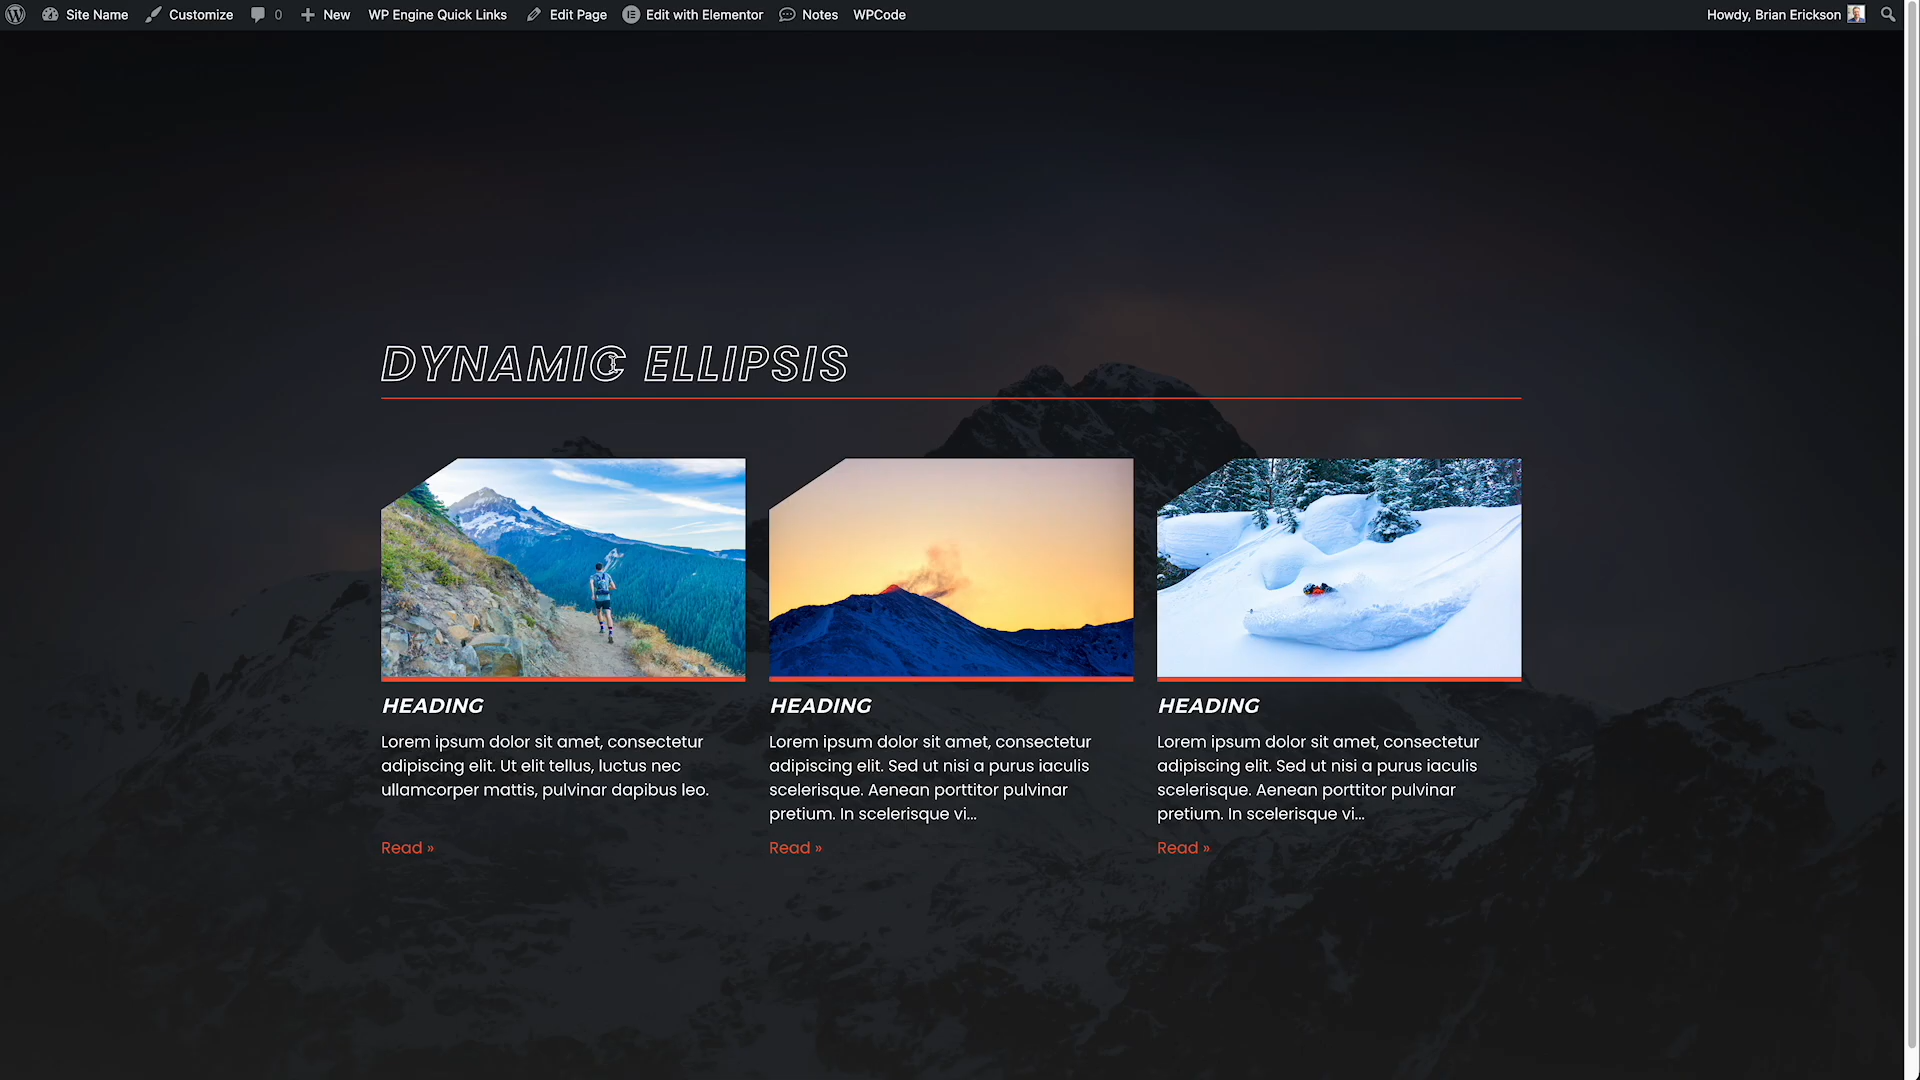 Site Name Customize 0 New WP Engine Quick Links Edit Page Edit with Elementor Notes WPCode Howdy, Brian Erickson
DYNAMIC ELLIPSIS
HEADING
Lorem ipsum dolor sit amet, consectetur
adipiscing elit. Ut elit tellus, luctus nec
ullamcorper mattis, pulvinar dapibus leo.
Read »
HEADING
Lorem ipsum dolor sit amet, consectetur
adipiscing elit. Sed ut nisi a purus iaculis
scelerisque. Aenean porttitor pulvinar
pretium. In scelerisque vi...
Read »
HEADING
Lorem ipsum dolor sit amet, consectetur
adipiscing elit. Sed ut nisi a purus iaculis
scelerisque. Aenean porttitor pulvinar
pretium. In scelerisque vi...
Read »